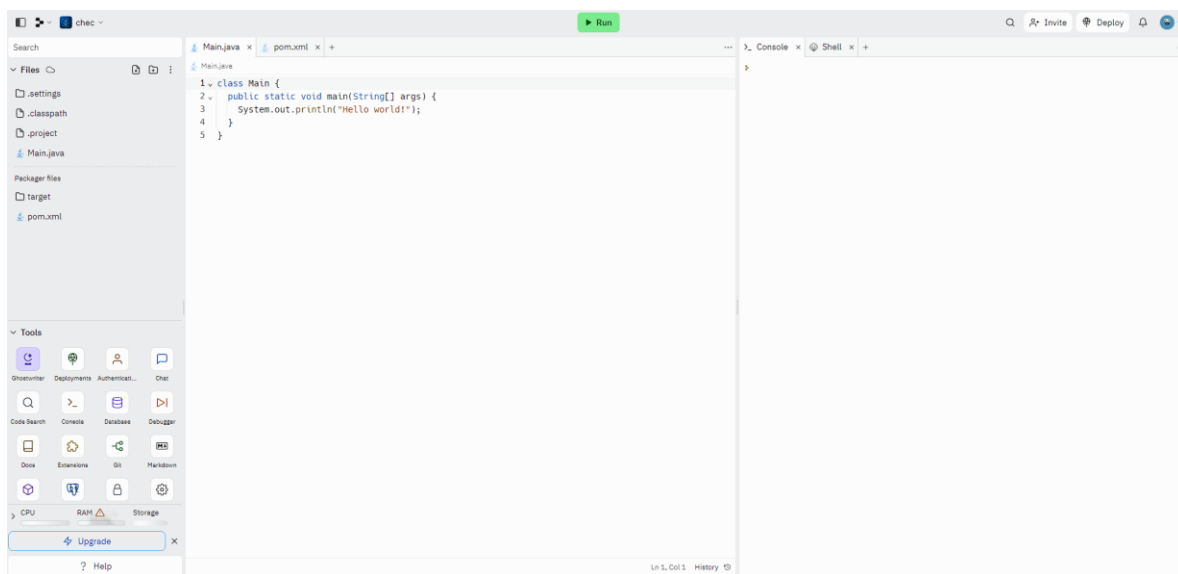 chec
Run
Invite
Deploy
Search
Files
.settings
.classpath
.project
Main.java
Packager files
target
pom.xml
Tools
Ghostwriter Deployments Authenticati... Chat
Code Search Console Database Debugger
Docs Extensions Git Markdown
CPU RAM Storage
Upgrade
? Help
Main.java × pom.xml × +
Main.java
1 class Main {
2 public static void main(String[] args) {
3 System.out.println("Hello world!");
4 }
5 }
Ln 1, Col 1 History
>_ Console × Shell × +